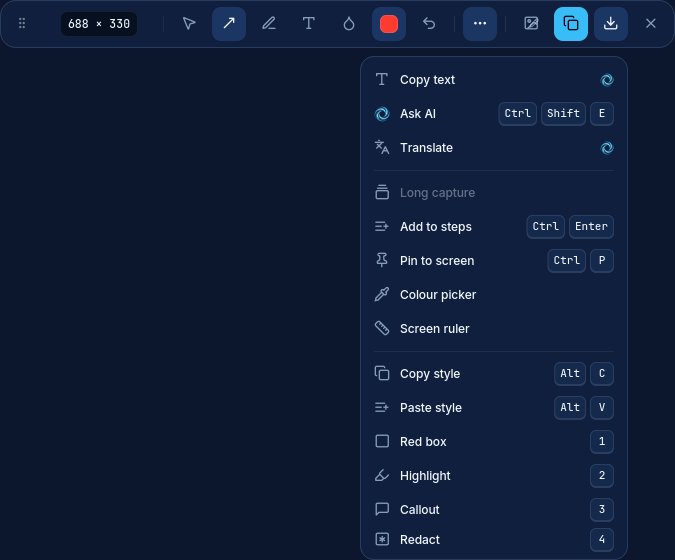 688 × 330
Copy text
Ask AI Ctrl Shift E
Translate
Long capture
Add to steps Ctrl Enter
Pin to screen Ctrl P
Colour picker
Screen ruler
Copy style Alt C
Paste style Alt V
Red box 1
Highlight 2
Callout 3
Redact 4